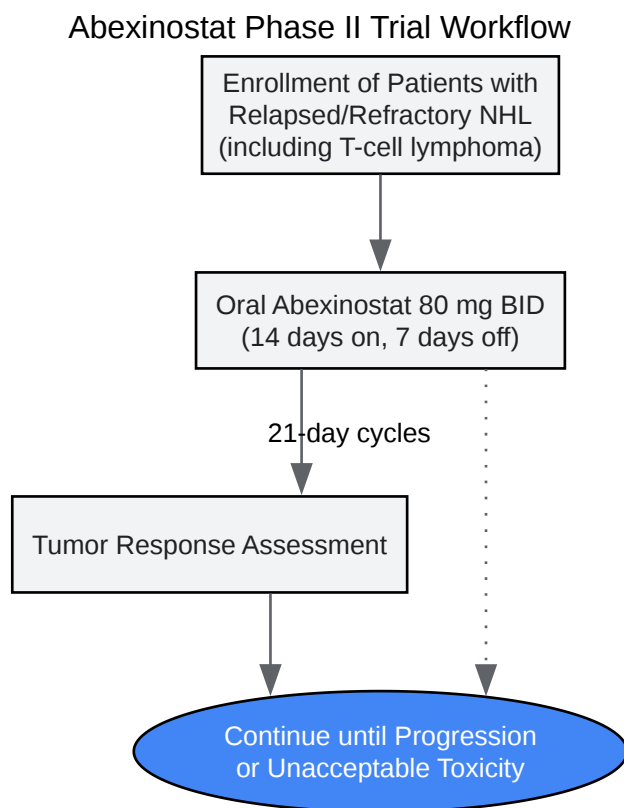 Abexinostat Phase II Trial Workflow
Enrollment of Patients with
Relapsed/Refractory NHL
(including T-cell lymphoma)
Oral Abexinostat 80 mg BID
(14 days on, 7 days off)
21-day cycles
Tumor Response Assessment
Continue until Progression
or Unacceptable Toxicity